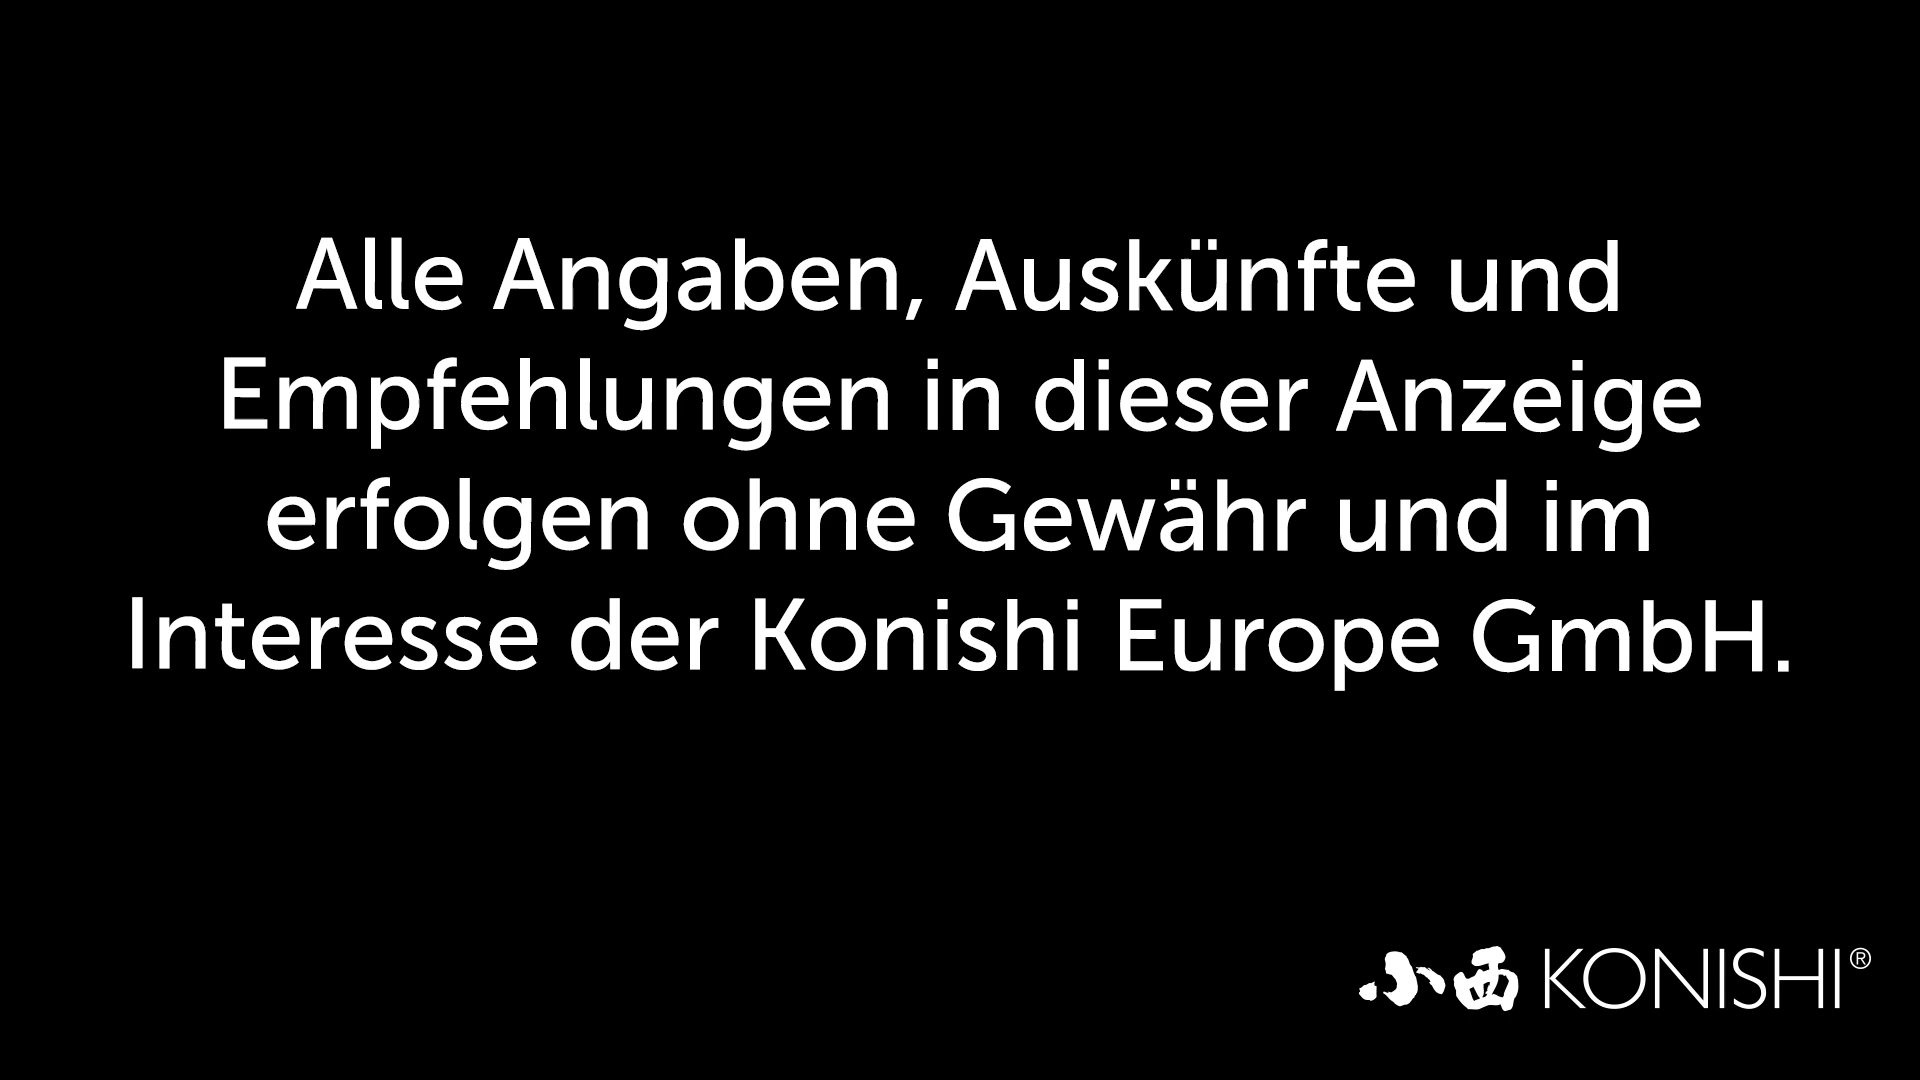 Alle Angaben, Auskünfte und
Empfehlungen in dieser Anzeige
erfolgen ohne Gewähr und im
Interesse der Konishi Europe GmbH.
小西 KONISHI®